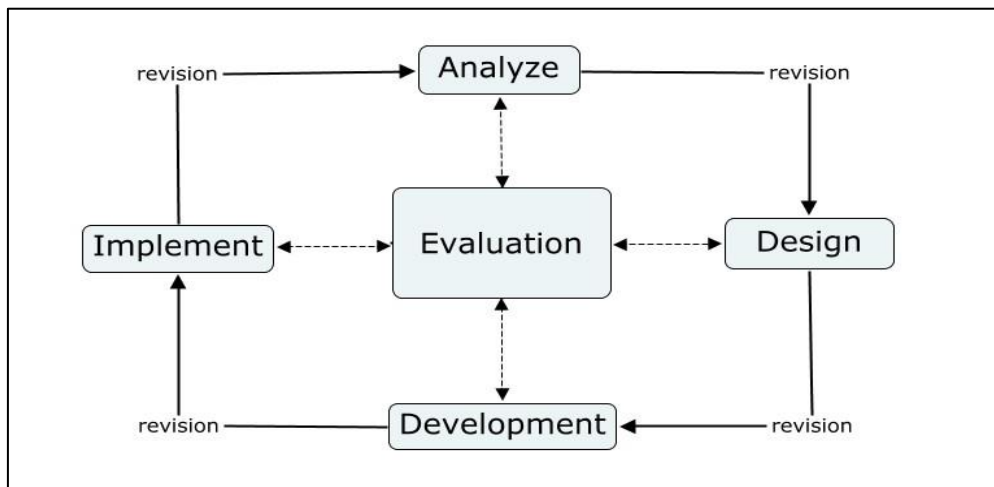 Analyze
revision
revision
Implement
Evaluation
Design
revision
Development
revision